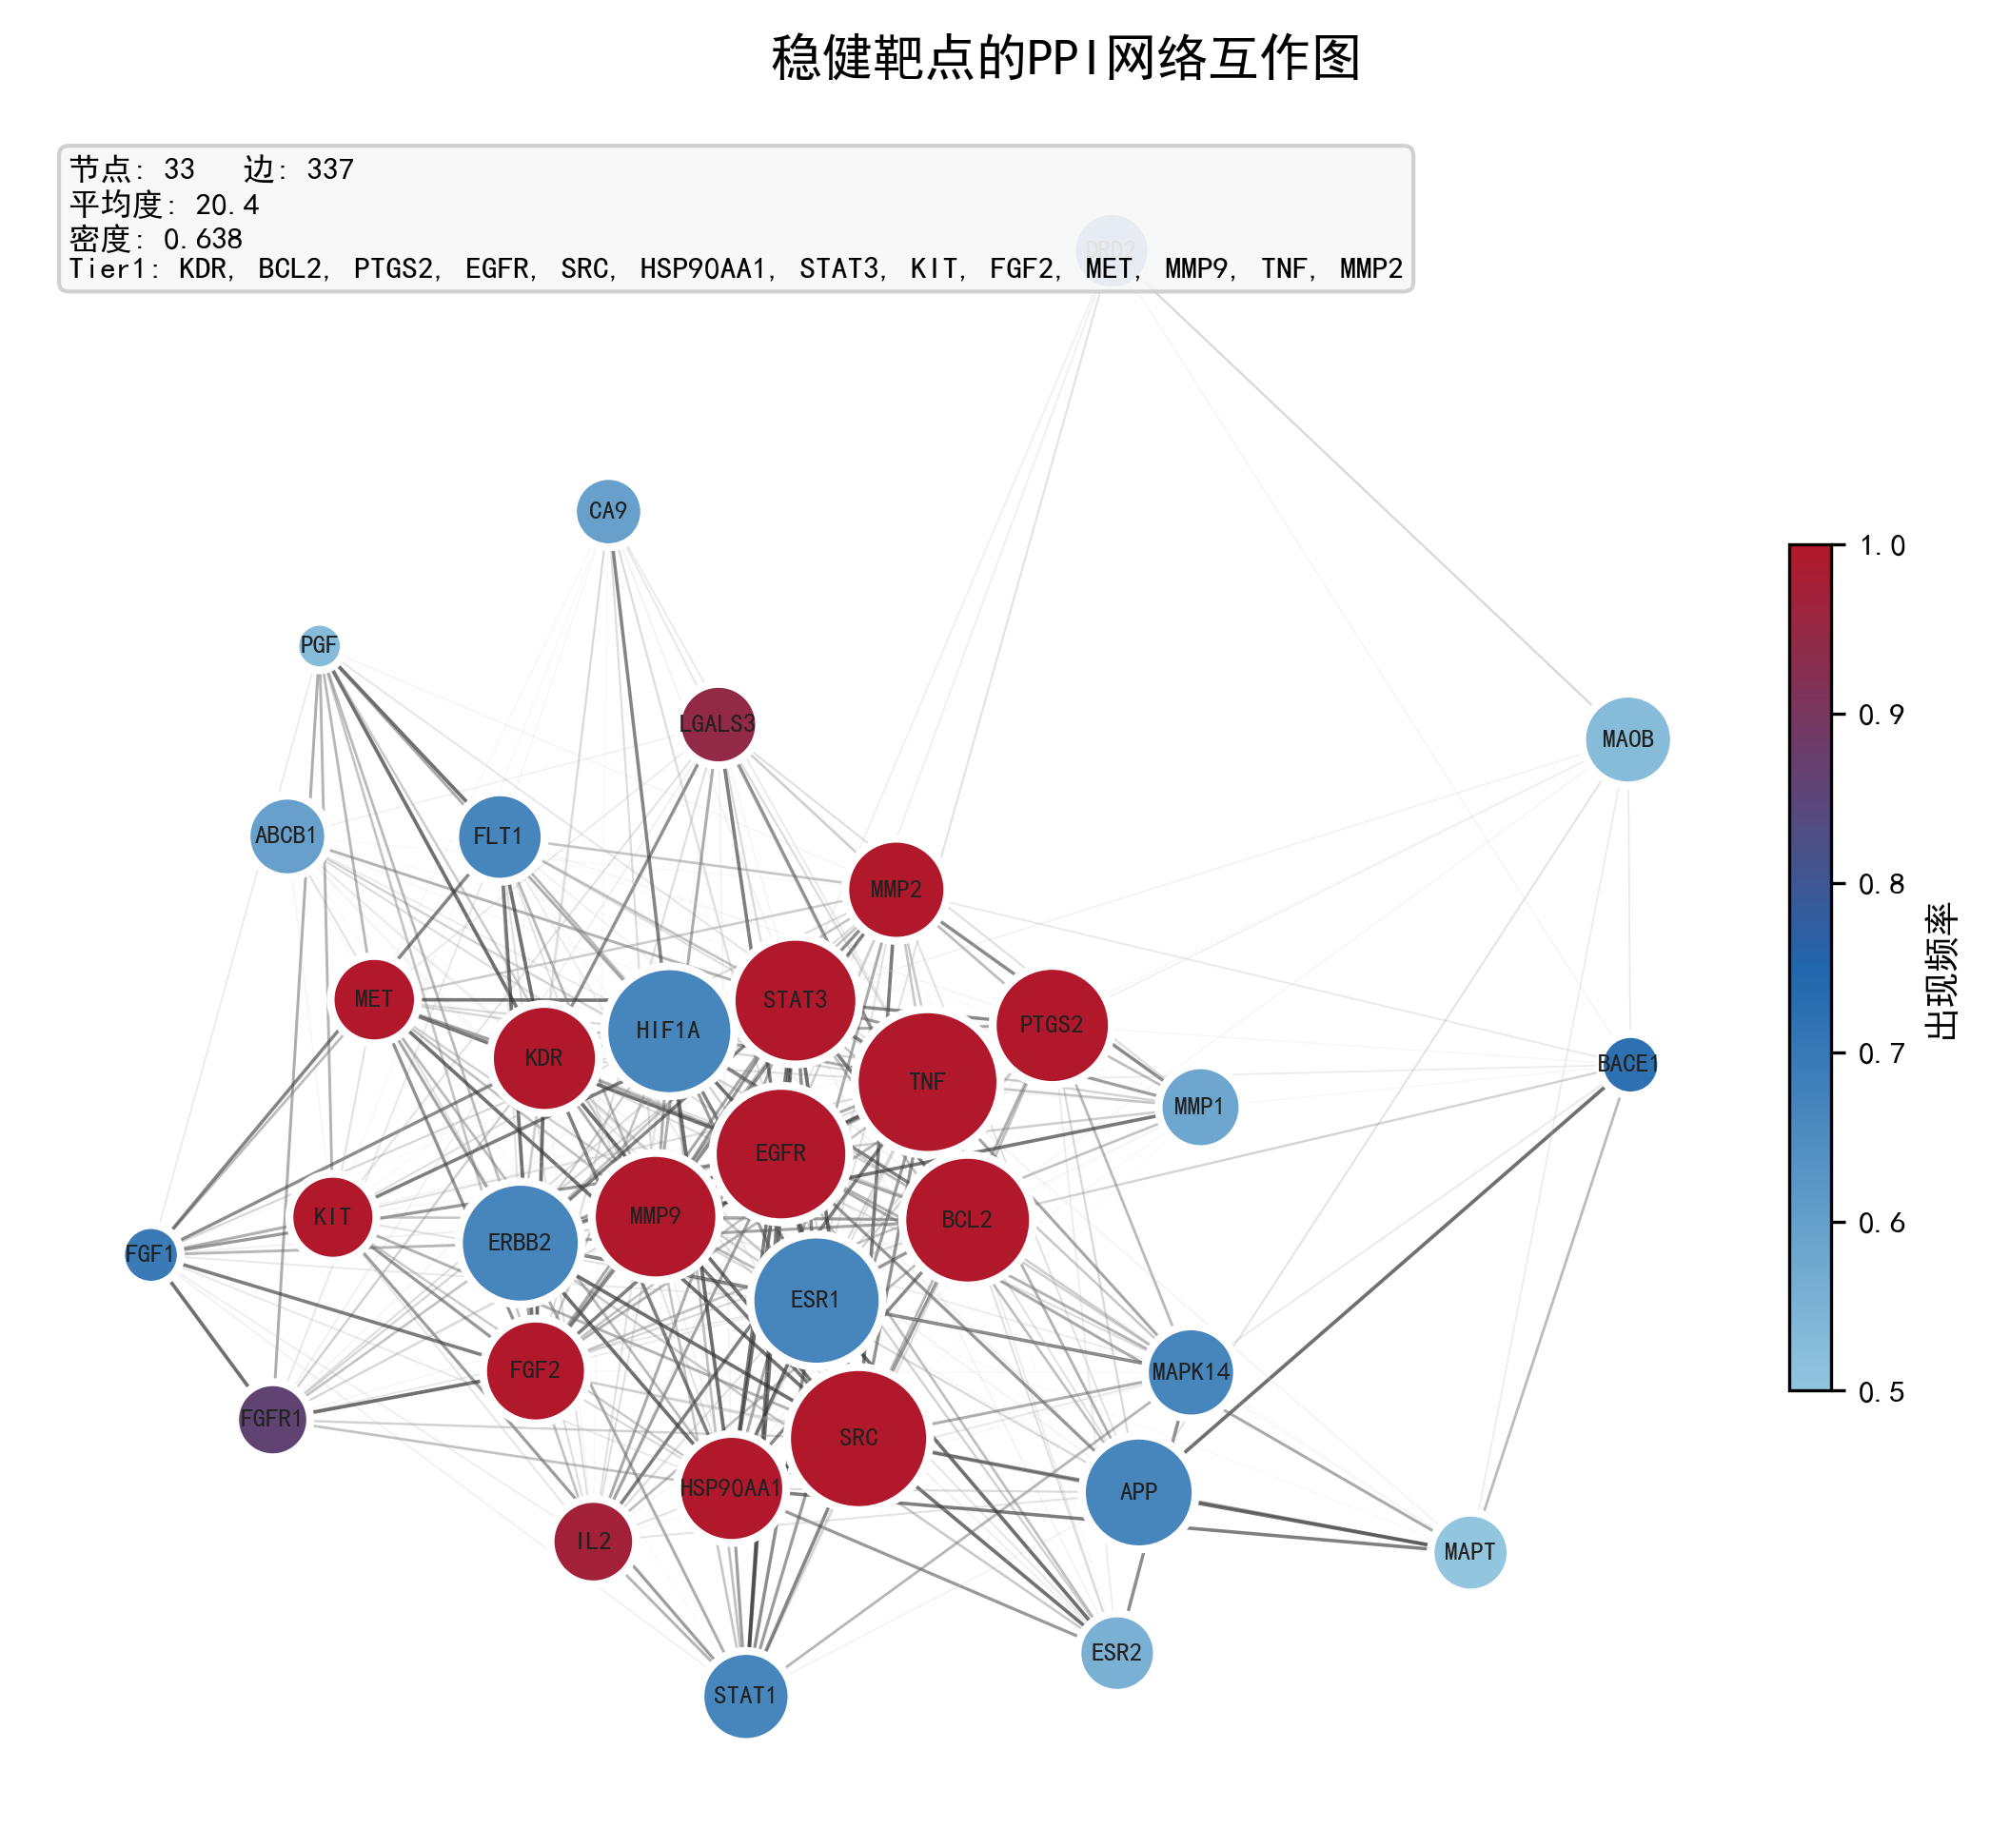 稳健靶点的PPI网络互作图
节点: 33 边: 337
平均度: 20.4
密度: 0.638
Tier1: KDR, BCL2, PTGS2, EGFR, SRC, HSP90AA1, STAT3, KIT, FGF2, MET, MMP9, TNF, MMP2
DRD2
CA9
PGF
LGALS3
MAOB
ABCB1
FLT1
MMP2
MET
STAT3
HIF1A
PTGS2
KDR
TNF
BACE1
MMP1
EGFR
KIT
MMP9
BCL2
ERBB2
FGF1
ESR1
FGF2
MAPK14
FGFR1
SRC
HSP90AA1
APP
IL2
MAPT
ESR2
STAT1
1.0
0.9
0.8
0.7
0.6
0.5
出现频率